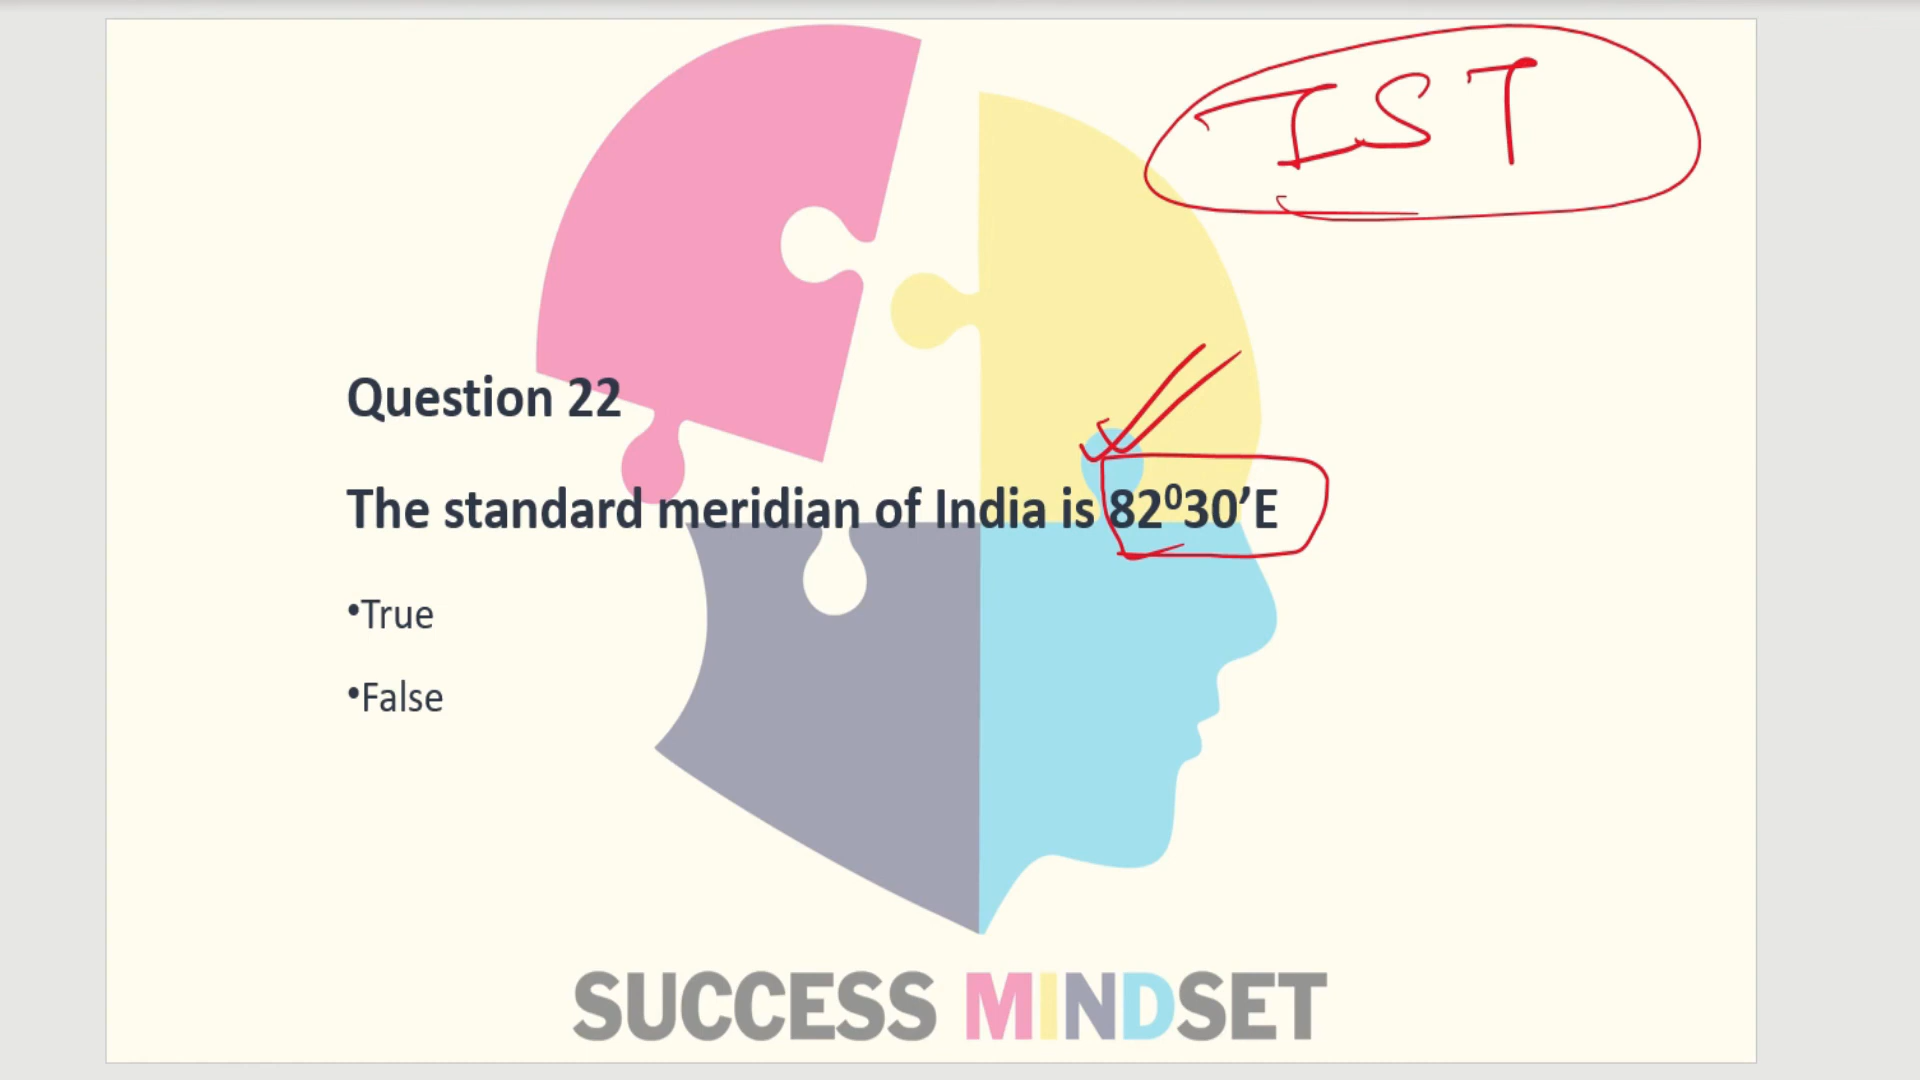 IST
Question 22
The standard meridian of India is 82⁰30’E
•True
•False
SUCCESS MINDSET